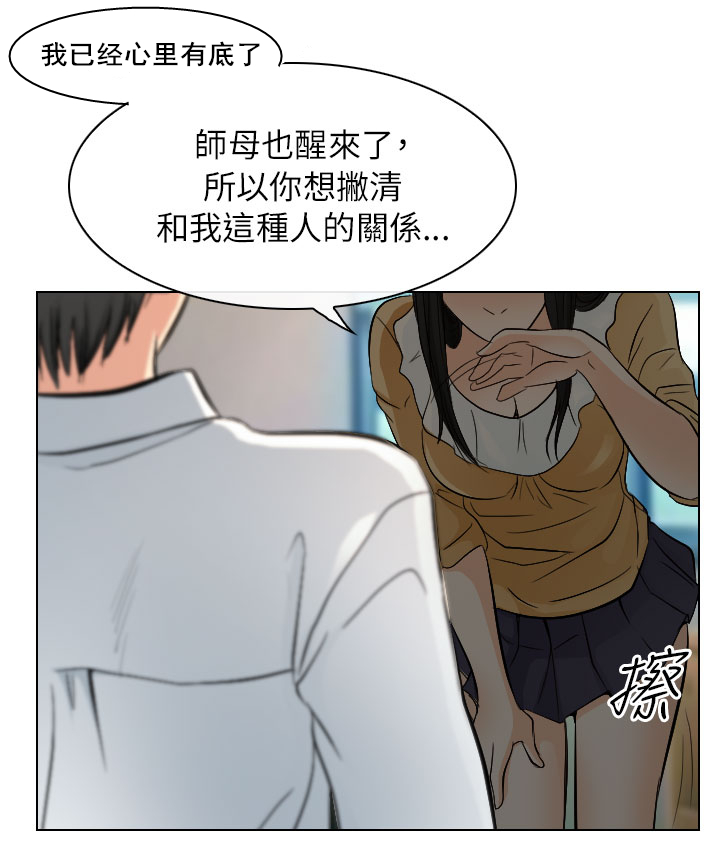 我已经心里有底了
師母也醒來了，
所以你想撇清
和我這種人的關係…
擦